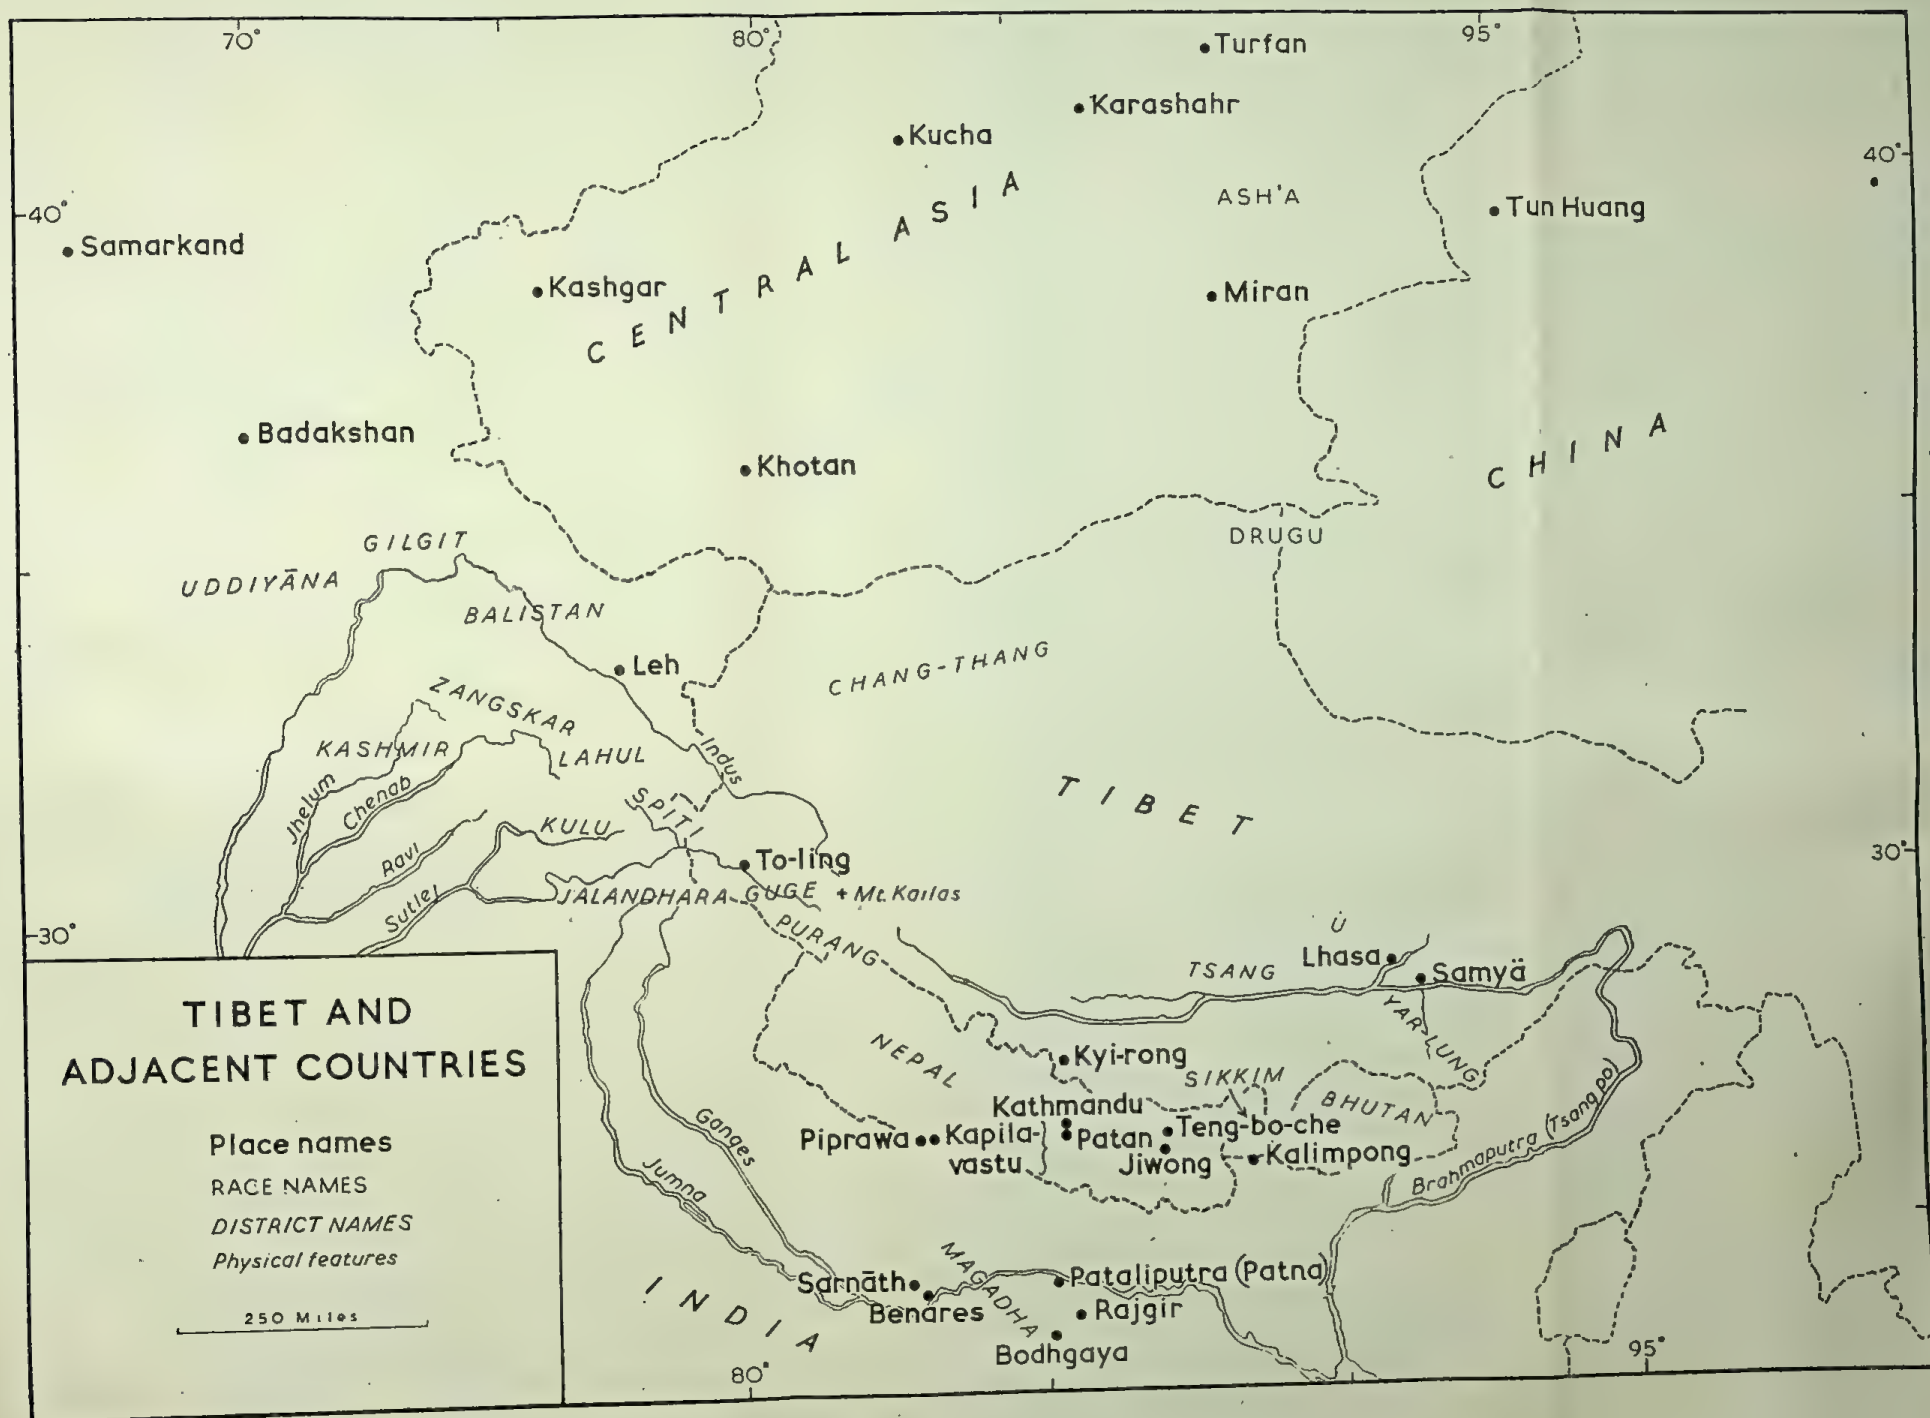 70°
80°
95°
Turfan
Karashahr
Kucha
40°
40°
ASH'A
Tun Huang
Samarkand
CENTRAL ASIA
Kashgar
Miran
Badakshan
Khotan
CHINA
DRUGU
GILGIT
UDDIYĀNA
BALISTAN
Leh
CHANG-THANG
ZANGSKAR
KASHMIR
LAHUL
Indus
Jhelum
Chenab
SPITI
TIBET
KULU
Ravi
To-ling
30°
JALANDHARA
GUGE
+ Mt. Kailas
Sutlej
30°
PURANG
Ü
Lhasa
TSANG
Samyä
YAR-LUNG
NEPAL
Kyi-rong
SIKKIM
BHUTAN
Kathmandu
Teng-bo-che
Piprawa
Kapila-
vastu
Patan
Jiwong
Kalimpong
Ganges
Jumna
Brahmaputra (Tsangpo)
MAGADHA
Sarnāth
Pataliputra (Patna)
Benares
Rajgir
Bodhgaya
INDIA
80°
95°
TIBET AND
ADJACENT COUNTRIES
Place names
RACE NAMES
DISTRICT NAMES
Physical features
250 Miles